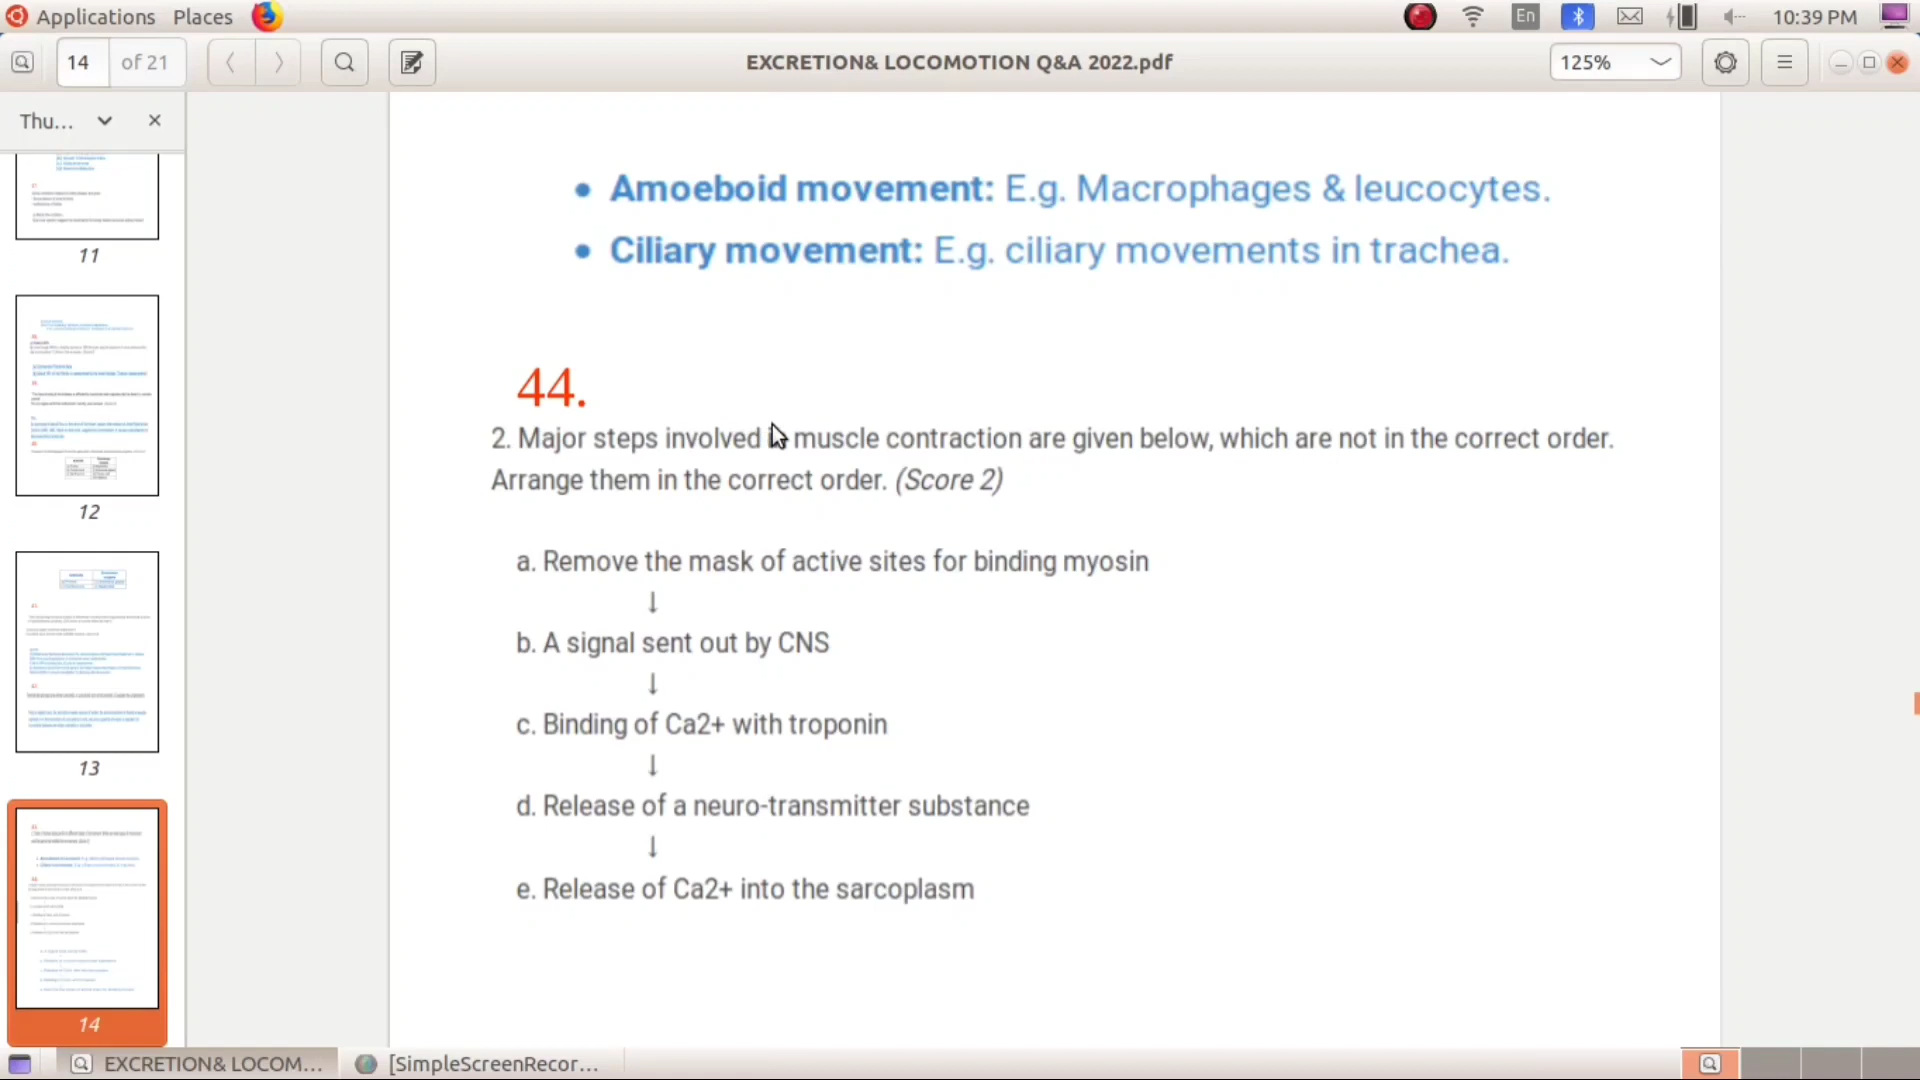 Applications Places En 10:39 PM
14 of 21 EXCRETION& LOCOMOTION Q&A 2022.pdf 125%
Thu...
11
12
13
14
• Amoeboid movement: E.g. Macrophages & leucocytes.
• Ciliary movement: E.g. ciliary movements in trachea.
44.
2. Major steps involved in muscle contraction are given below, which are not in the correct order.
Arrange them in the correct order. (Score 2)
a. Remove the mask of active sites for binding myosin
↓
b. A signal sent out by CNS
↓
c. Binding of Ca2+ with troponin
↓
d. Release of a neuro-transmitter substance
↓
e. Release of Ca2+ into the sarcoplasm
EXCRETION& LOCOM... [SimpleScreenRecor...